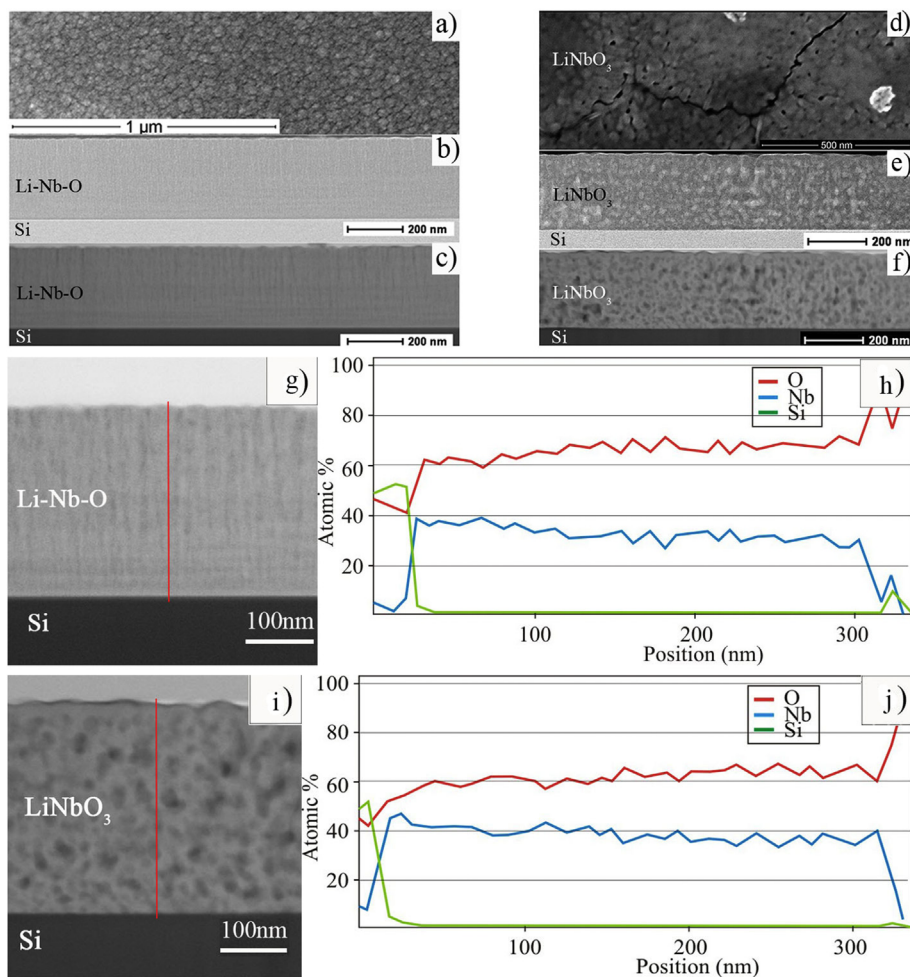 a)
1 µm
b)
Li-Nb-O
Si
200 nm
c)
Li-Nb-O
Si
200 nm
d)
LiNbO3
500 nm
e)
LiNbO3
Si
200 nm
f)
LiNbO3
Si
200 nm
g)
Li-Nb-O
Si
100nm
h)
O
Nb
Si
Atomic %
100
80
60
40
20
100
200
300
Position (nm)
i)
LiNbO3
Si
100nm
j)
O
Nb
Si
Atomic %
100
80
60
40
20
100
200
300
Position (nm)